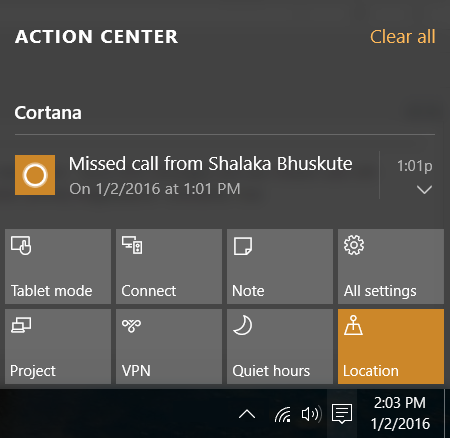 ACTION CENTER Clear all
Cortana
Missed call from Shalaka Bhuskute 1:01p
On 1/2/2016 at 1:01 PM
Tablet mode Connect Note All settings
Project VPN Quiet hours Location
2:03 PM
1/2/2016